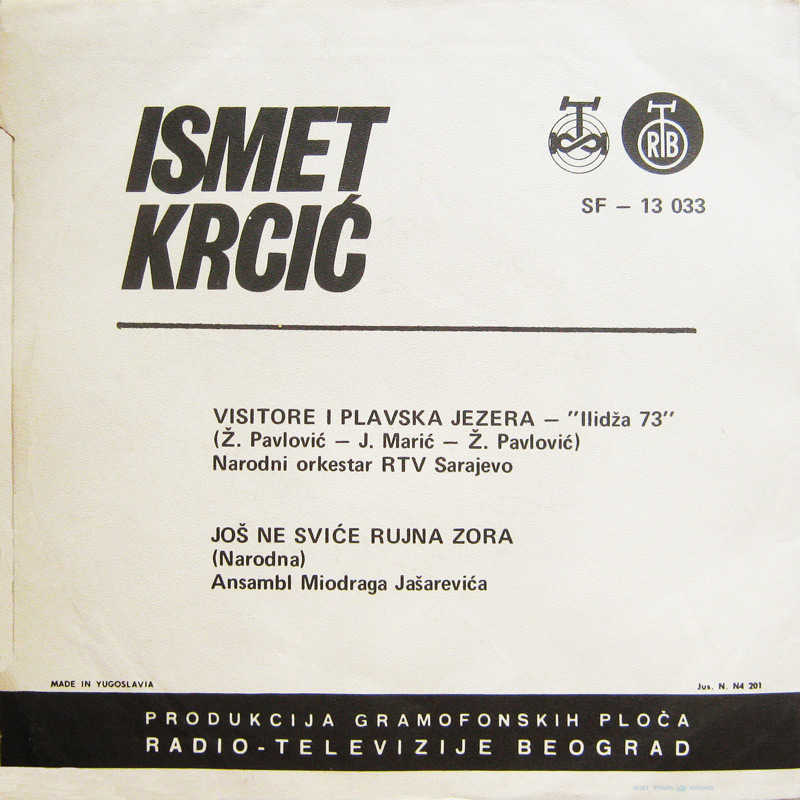 ISMET
KRCIĆ
RTB
SF – 13 033
VISITORE I PLAVSKA JEZERA – ″Ilidža 73″
(Ž. Pavlović – J. Marić – Ž. Pavlović)
Narodni orkestar RTV Sarajevo
JOŠ NE SVIĆE RUJNA ZORA
(Narodna)
Ansambl Miodraga Jašarevića
MADE IN YUGOSLAVIA
Jus. N. N4 201
PRODUKCIJA GRAMOFONSKIH PLOČA
RADIO-TELEVIZIJE BEOGRAD